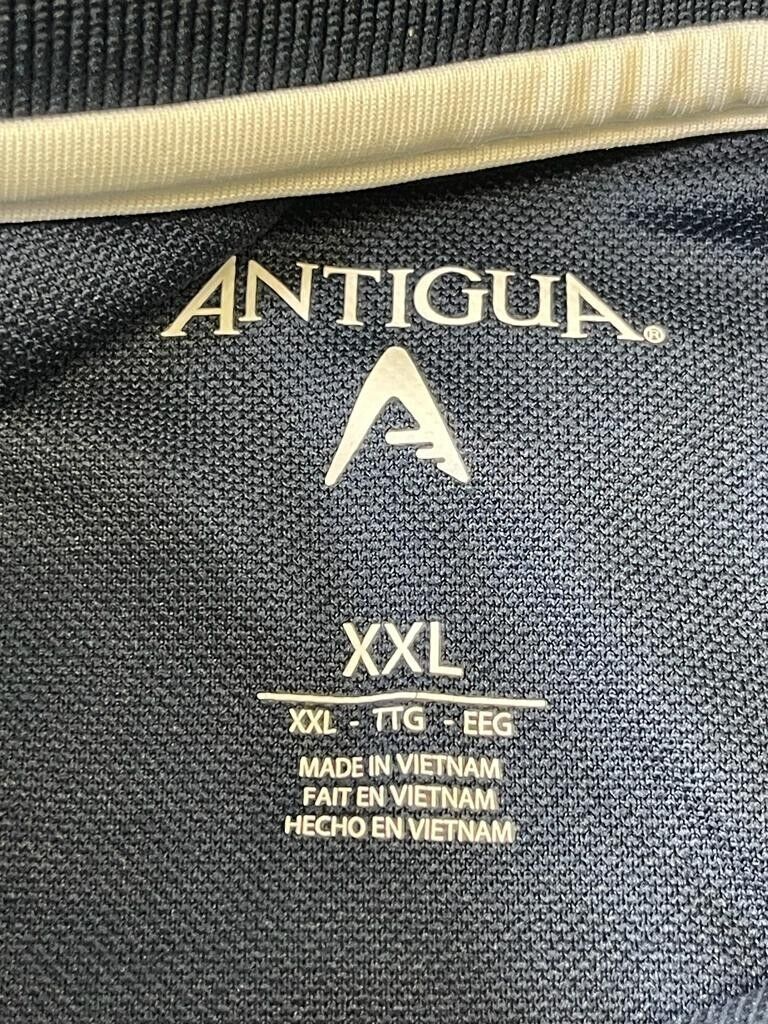 ANTIGUA®
XXL
XXL - TTG - EEG
MADE IN VIETNAM
FAIT EN VIETNAM
HECHO EN VIETNAM